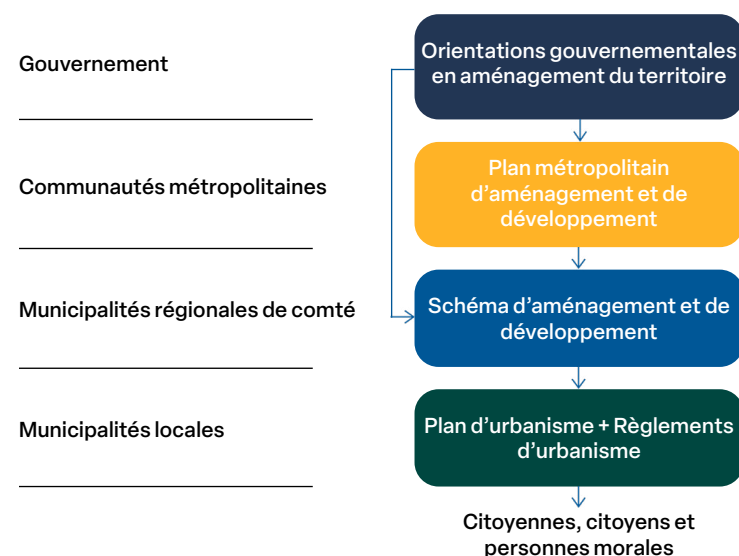 Gouvernement
Orientations gouvernementales
en aménagement du territoire
Communautés métropolitaines
Plan métropolitain
d’aménagement et de
développement
Municipalités régionales de comté
Schéma d’aménagement et de
développement
Municipalités locales
Plan d’urbanisme + Règlements
d’urbanisme
Citoyennes, citoyens et
personnes morales